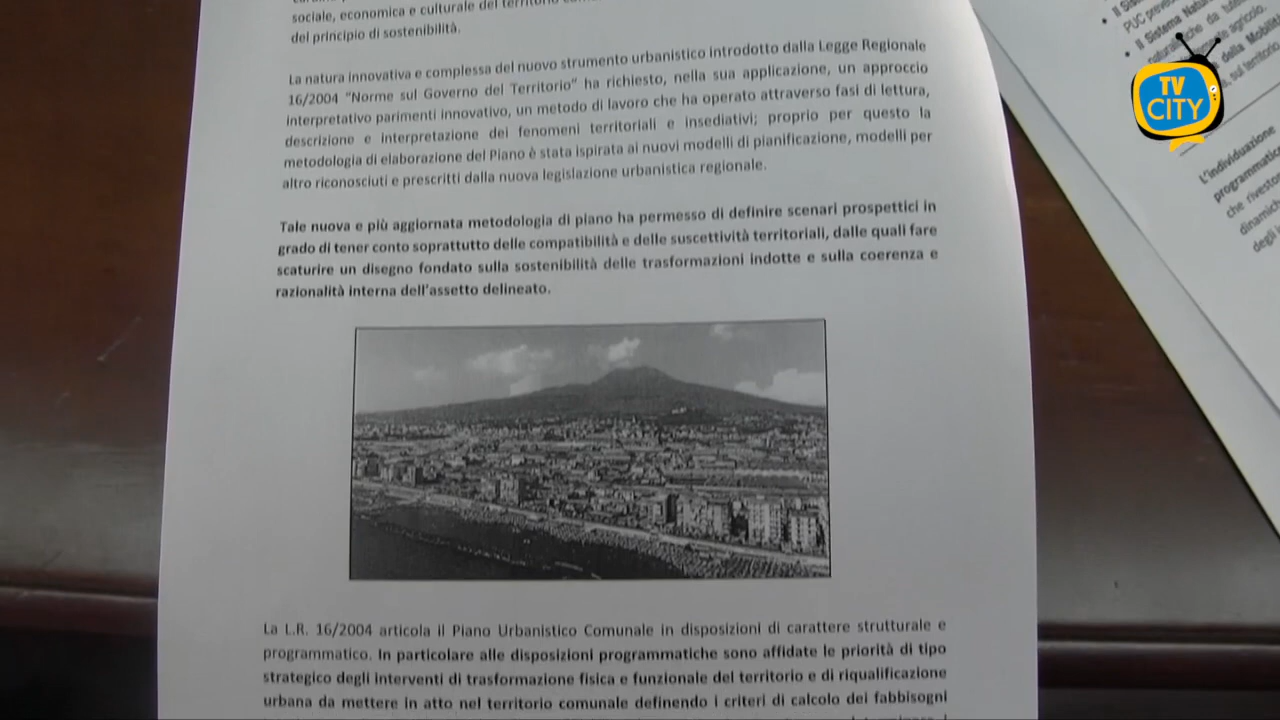 sociale, economica e culturale del territorio
del principio di sostenibilità.
La natura innovativa e complessa del nuovo strumento urbanistico introdotto dalla Legge Regionale
16/2004 "Norme sul Governo del Territorio" ha richiesto, nella sua applicazione, un approccio
interpretativo parimenti innovativo, un metodo di lavoro che ha operato attraverso fasi di lettura,
descrizione e interpretazione dei fenomeni territoriali e insediativi; proprio per questo la
metodologia di elaborazione del Piano è stata ispirata ai nuovi modelli di pianificazione, modelli per
altro riconosciuti e prescritti dalla nuova legislazione urbanistica regionale.
Tale nuova e più aggiornata metodologia di piano ha permesso di definire scenari prospettici in
grado di tener conto soprattutto delle compatibilità e delle suscettività territoriali, dalle quali fare
scaturire un disegno fondato sulla sostenibilità delle trasformazioni indotte e sulla coerenza e
razionalità interna dell'assetto delineato.
La L.R. 16/2004 articola il Piano Urbanistico Comunale in disposizioni di carattere strutturale e
programmatico. In particolare alle disposizioni programmatiche sono affidate le priorità di tipo
strategico degli interventi di trasformazione fisica e funzionale del territorio e di riqualificazione
urbana da mettere in atto nel territorio comunale definendo i criteri di calcolo dei fabbisogni
PUC
Il Sistema
della Mobilità
sul territorio
agricolo.
TV
CITY
L'individuazione
programmatic
che riveston
dinamich
degli i